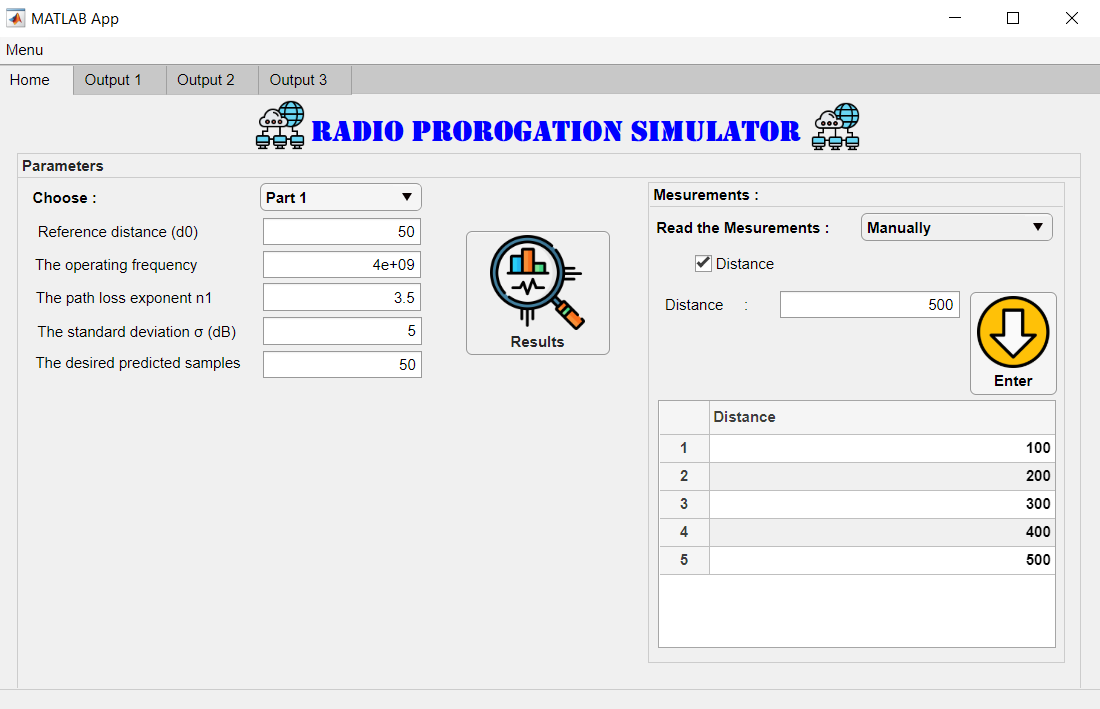 MATLAB App
Menu
Home Output 1 Output 2 Output 3
RADIO PROROGATION SIMULATOR
Parameters
Choose : Part 1
Reference distance (d0) 50
The operating frequency 4e+09
The path loss exponent n1 3.5
The standard deviation σ (dB) 5
The desired predicted samples 50
Results
Mesurements :
Read the Mesurements : Manually
Distance
Distance : 500
Enter
Distance
1 100
2 200
3 300
4 400
5 500